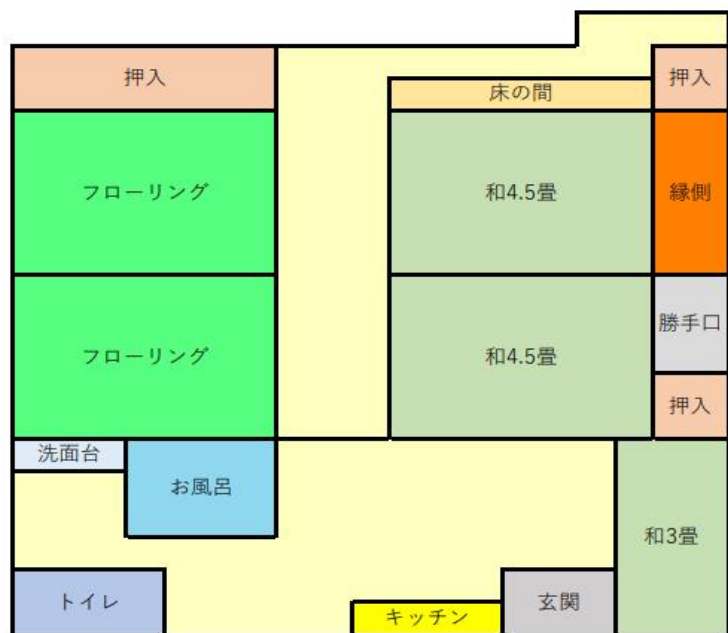 押入
床の間
押入
フローリング
和4.5畳
縁側
フローリング
和4.5畳
勝手口
押入
洗面台
お風呂
和3畳
トイレ
キッチン
玄関